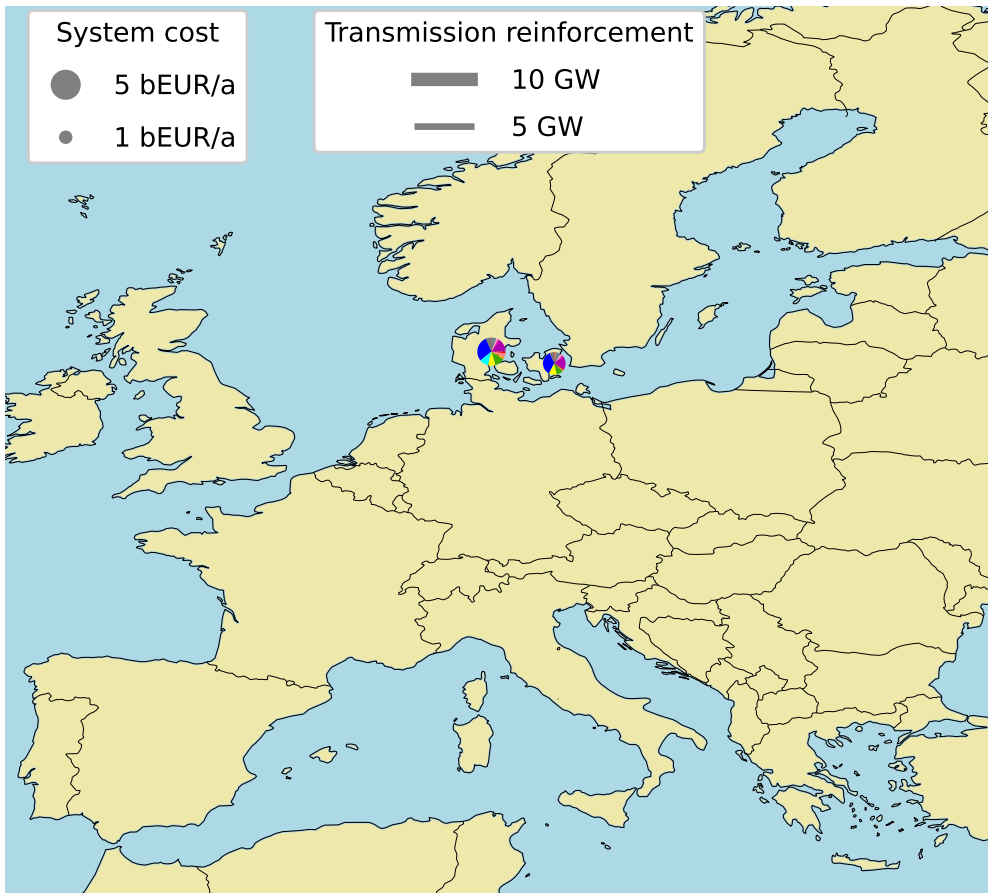 System cost
5 bEUR/a
1 bEUR/a
Transmission reinforcement
10 GW
5 GW